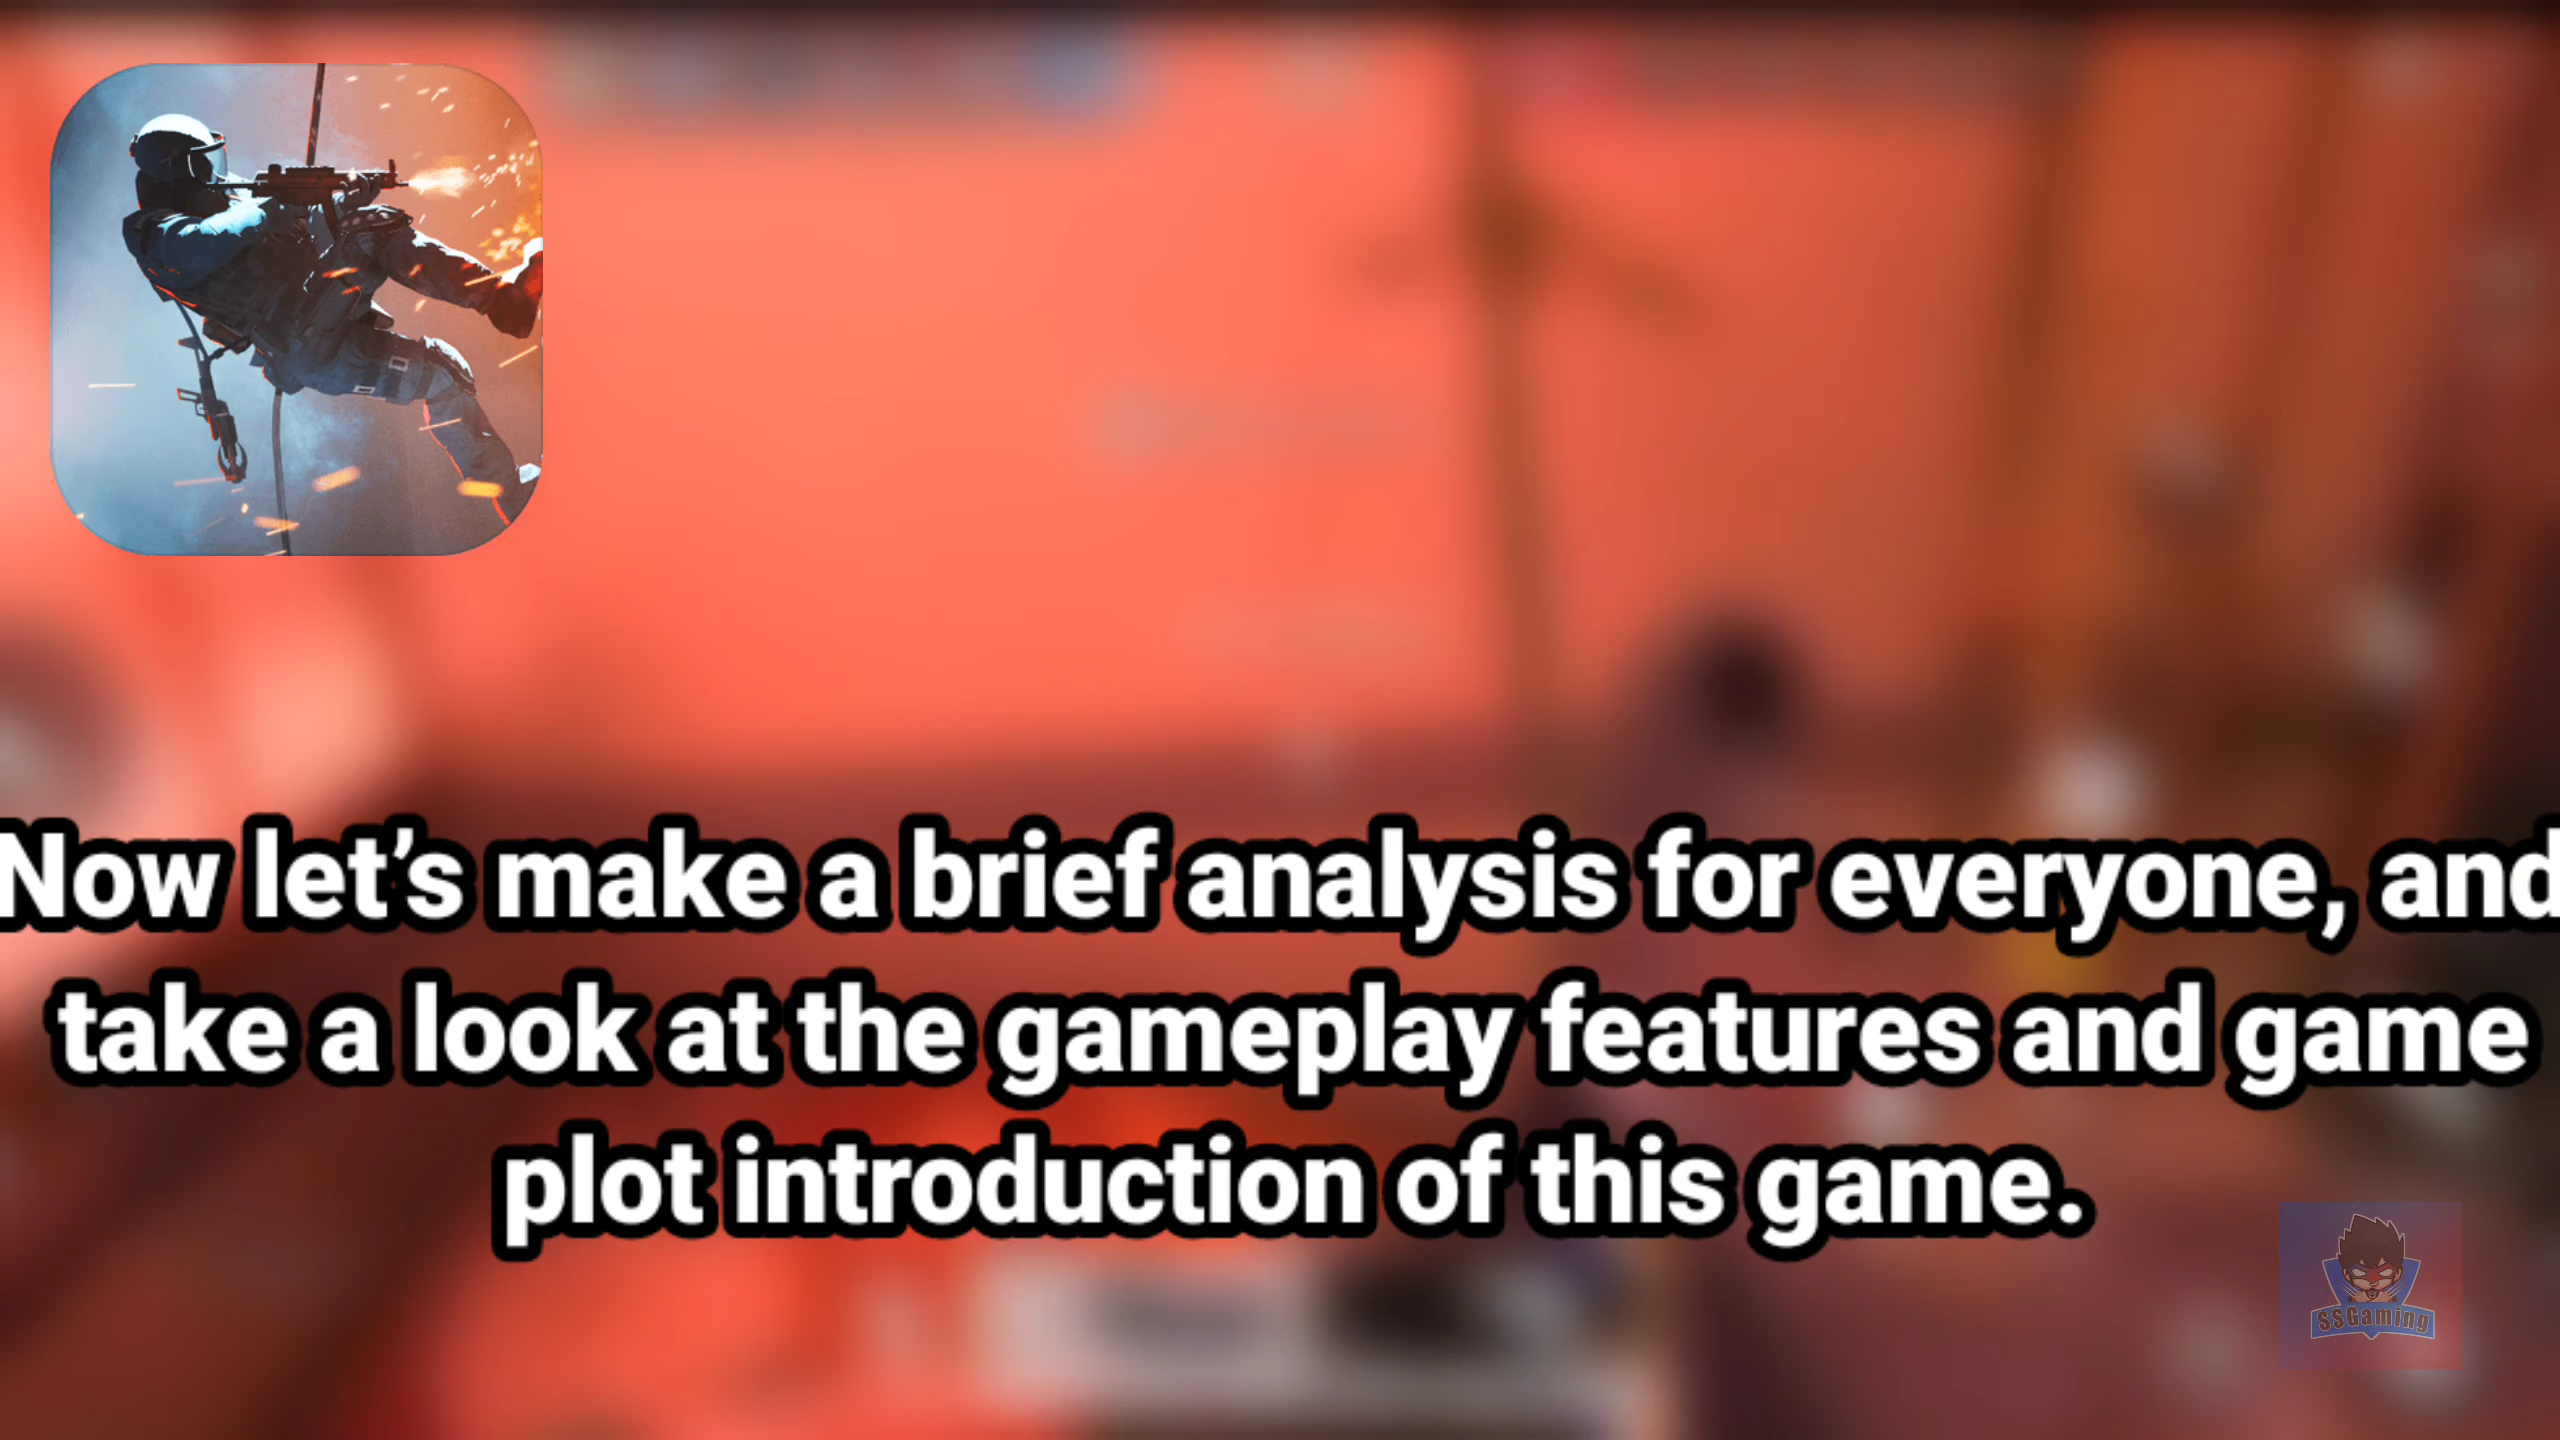 Now let’s make a brief analysis for everyone, and
take a look at the gameplay features and game
plot introduction of this game.
SSGaming